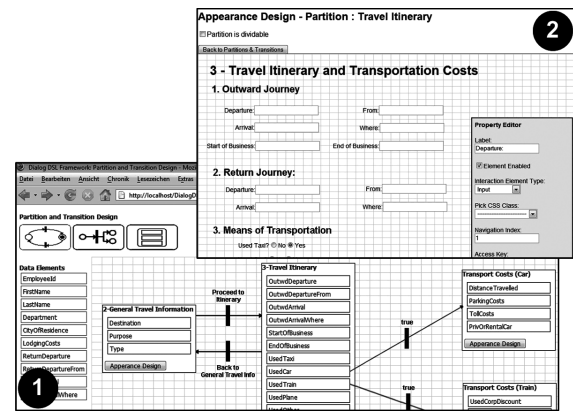 Appearance Design - Partition : Travel Itinerary
2
Partition is dividable
Back to Partitions & Transitions
3 - Travel Itinerary and Transportation Costs
1. Outward Journey
Departure:
From:
Arrival:
Where:
Start of Business:
End of Business:
2. Return Journey:
Departure:
From:
Arrival:
Where:
3. Means of Transportation
Used Taxi? No Yes
Property Editor
Label:
Departure:
Element Enabled
Interaction Element Type:
Input
Pick CSS Class:
Navigation Index:
1
Access Key:
Dialog DSL Framework: Partition and Transition Design - Mozi
Datei Bearbeiten Ansicht Chronik Lesezeichen Extras
http://localhost/DialogD
Partition and Transition Design
Data Elements
EmployeeId
FirstName
LastName
Department
CityOfResidence
LodgingCosts
ReturnDeparture
ReturnDepartureFrom
1
2-General Travel Information
Destination
Purpose
Type
Apperance Design
Proceed to
Itinerary
Back to
General Travel Info
3-Travel Itinerary
OutwdDeparture
OutwdDepartureFrom
OutwdArrival
OutwdArrivalWhere
StartOfBusiness
EndOfBusiness
UsedTaxi
UsedCar
UsedTrain
UsedPlane
true
true
Transport Costs (Car)
DistanceTravelled
ParkingCosts
TollCosts
PrivOrRentalCar
Apperance Design
Transport Costs (Train)
UsedCorpDiscount